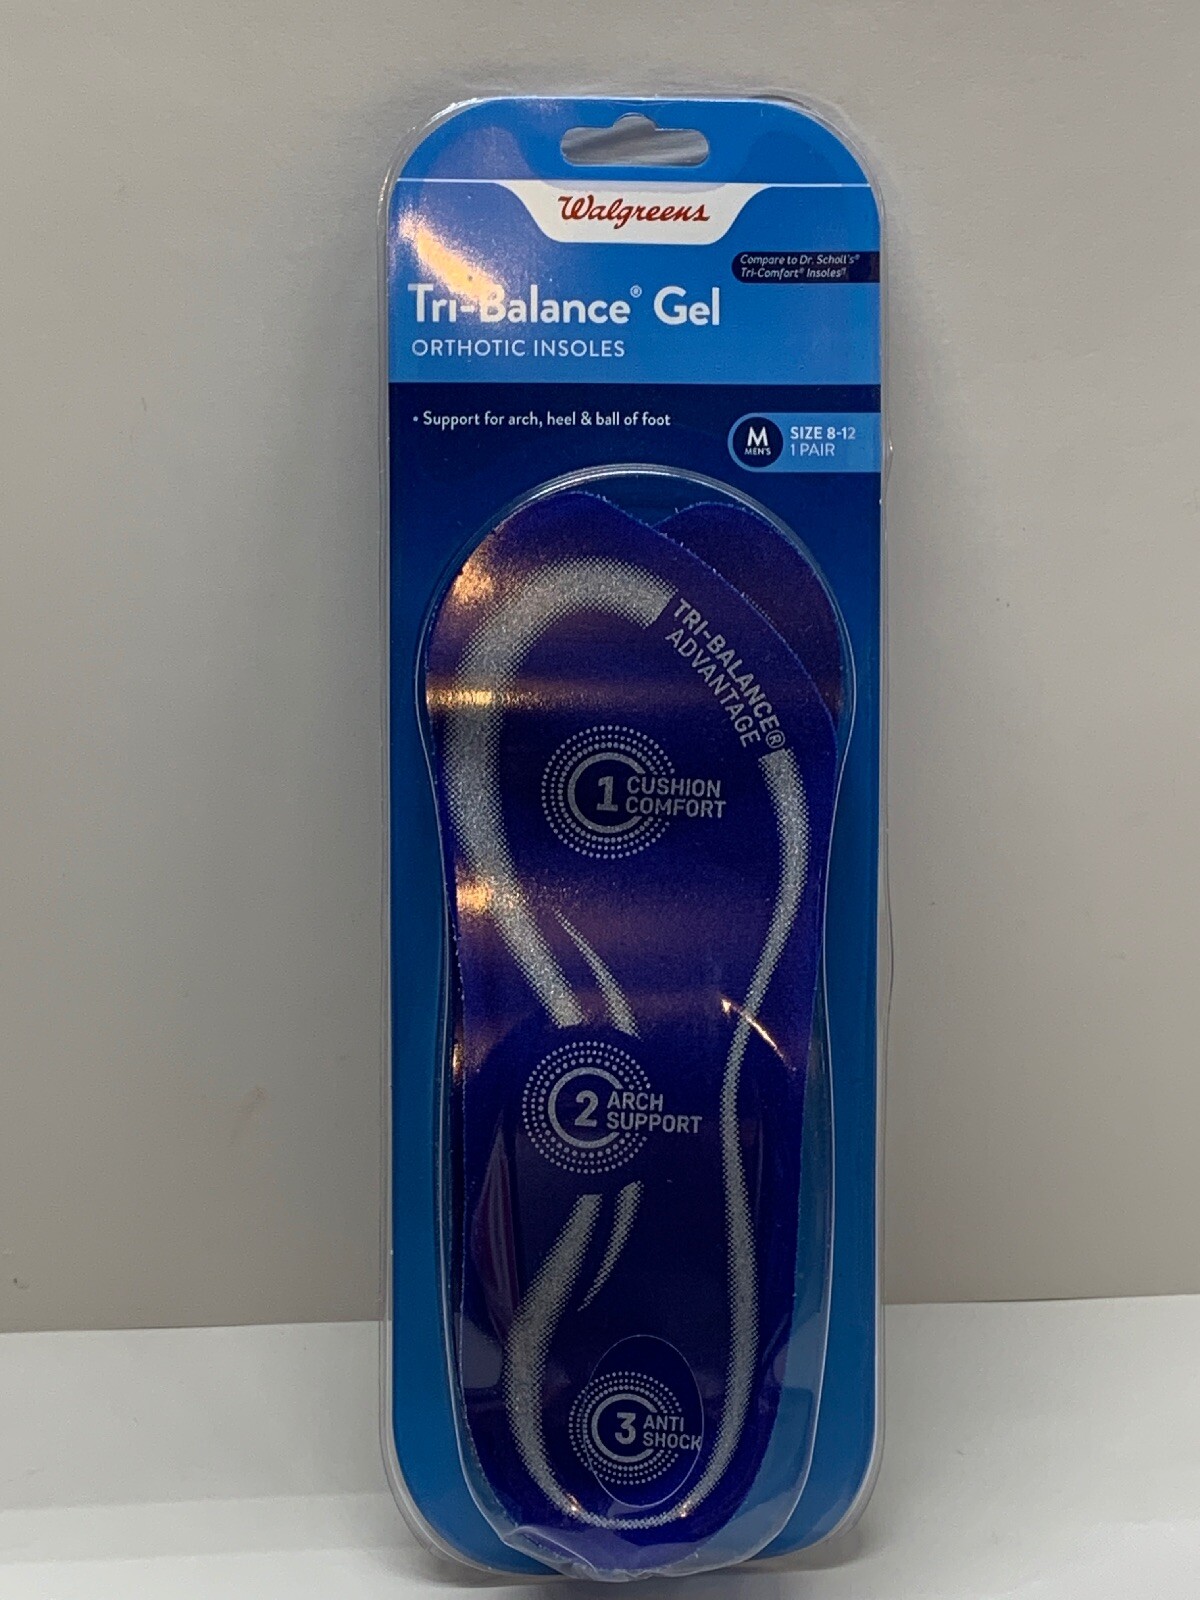 Walgreens
Compare to Dr. Scholl's®
Tri-Comfort® Insoles††
Tri-Balance® Gel
ORTHOTIC INSOLES
• Support for arch, heel & ball of foot
M
MEN'S
SIZE 8-12
1 PAIR
TRI-BALANCE®
ADVANTAGE
1 CUSHION
COMFORT
2 ARCH
SUPPORT
3 ANTI
SHOCK